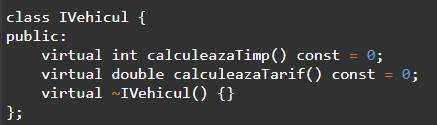 class IVehicul {
public:
    virtual int calculeazaTimp() const = 0;
    virtual double calculeazaTarif() const = 0;
    virtual ~IVehicul() {}
};